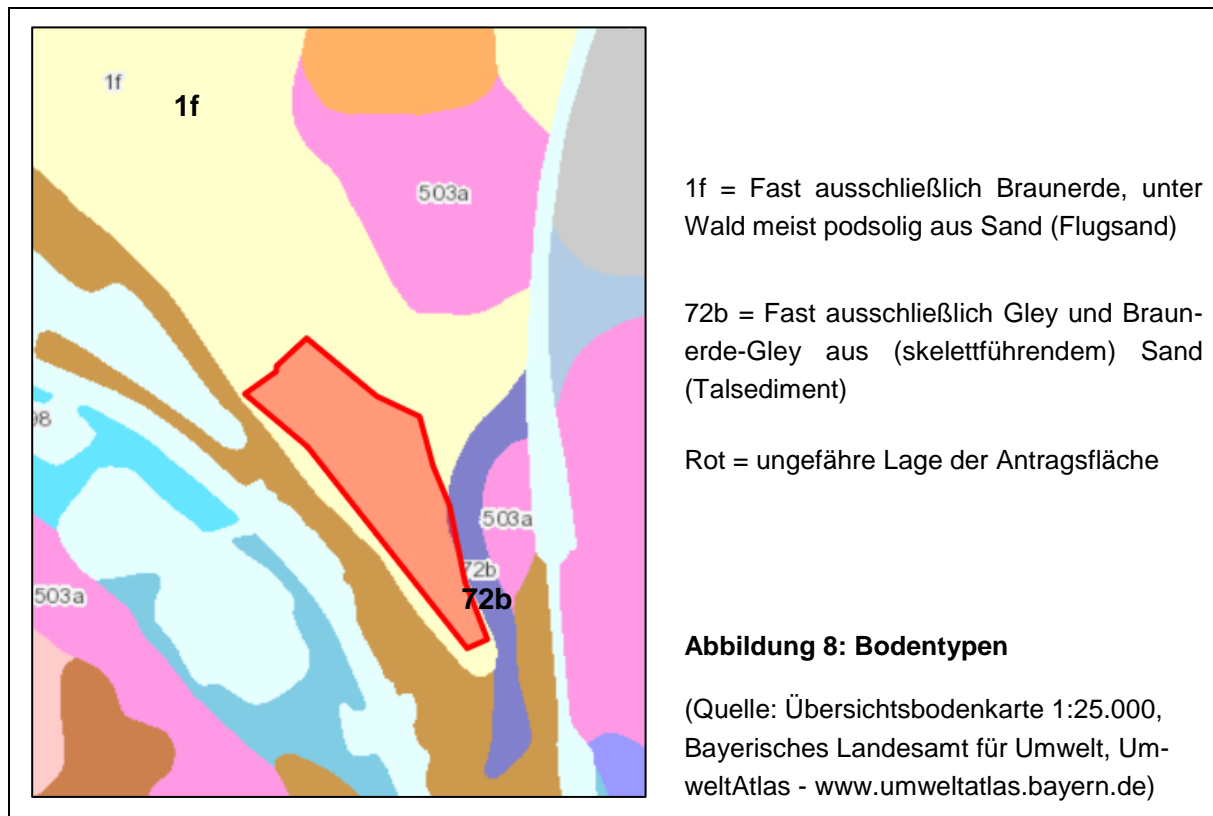 1f
1f
503a
98
503a
72b
72b
503a
1f = Fast ausschließlich Braunerde, unter
Wald meist podsolig aus Sand (Flugsand)
72b = Fast ausschließlich Gley und Braun-
erde-Gley aus (skelettführendem) Sand
(Talsediment)
Rot = ungefähre Lage der Antragsfläche
Abbildung 8: Bodentypen
(Quelle: Übersichtsbodenkarte 1:25.000,
Bayerisches Landesamt für Umwelt, Um-
weltAtlas - www.umweltatlas.bayern.de)